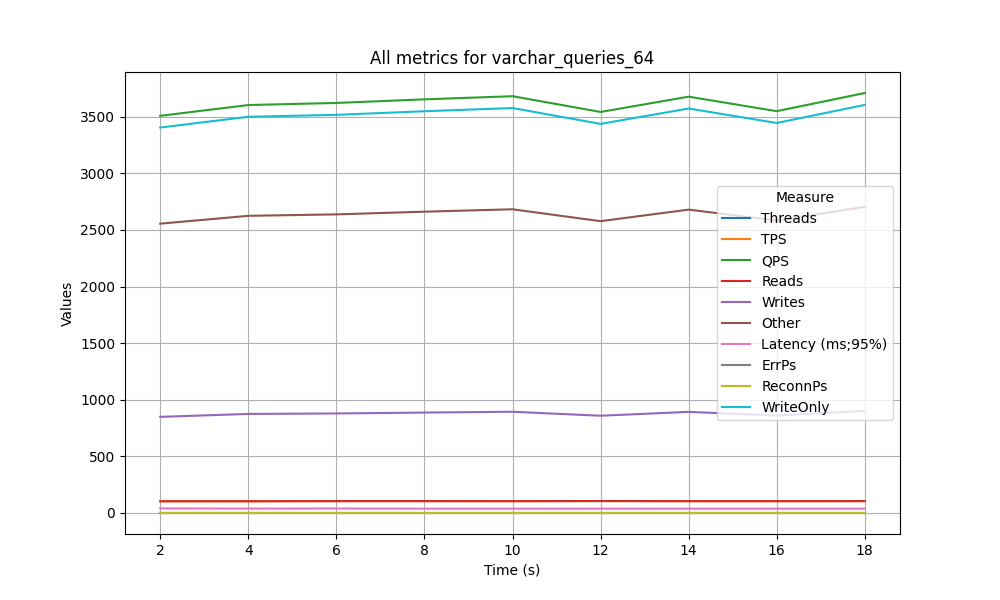 All metrics for varchar_queries_64
Values
3500
3000
2500
2000
1500
1000
500
0
Measure
Threads
TPS
QPS
Reads
Writes
Other
Latency (ms;95%)
ErrPs
ReconnPs
WriteOnly
2 4 6 8 10 12 14 16 18
Time (s)